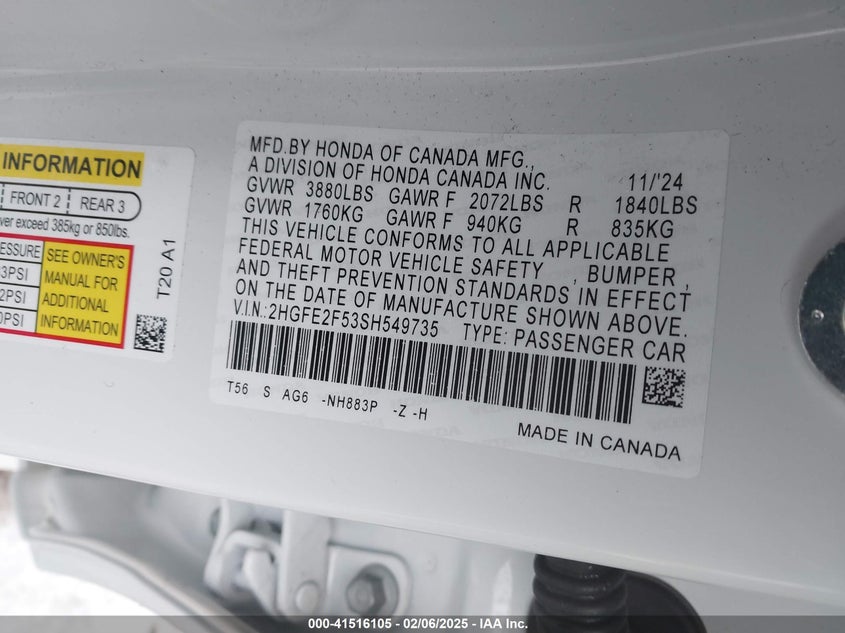 INFORMATION
FRONT 2 REAR 3
ver exceed 385kg or 850lbs.
ESSURE
3PSI
2PSI
0PSI
SEE OWNER'S
MANUAL FOR
ADDITIONAL
INFORMATION
T20 A1
MFD.BY HONDA OF CANADA MFG.,
A DIVISION OF HONDA CANADA INC. 11/'24
GVWR 3880LBS GAWR F 2072LBS R 1840LBS
GVWR 1760KG GAWR F 940KG R 835KG
THIS VEHICLE CONFORMS TO ALL APPLICABLE
FEDERAL MOTOR VEHICLE SAFETY , BUMPER ,
AND THEFT PREVENTION STANDARDS IN EFFECT
ON THE DATE OF MANUFACTURE SHOWN ABOVE.
V.I.N.:2HGFE2F53SH549735 TYPE: PASSENGER CAR
T56 S AG6 -NH883P -Z -H
MADE IN CANADA
000-41516105 — 02/06/2025 — IAA Inc.